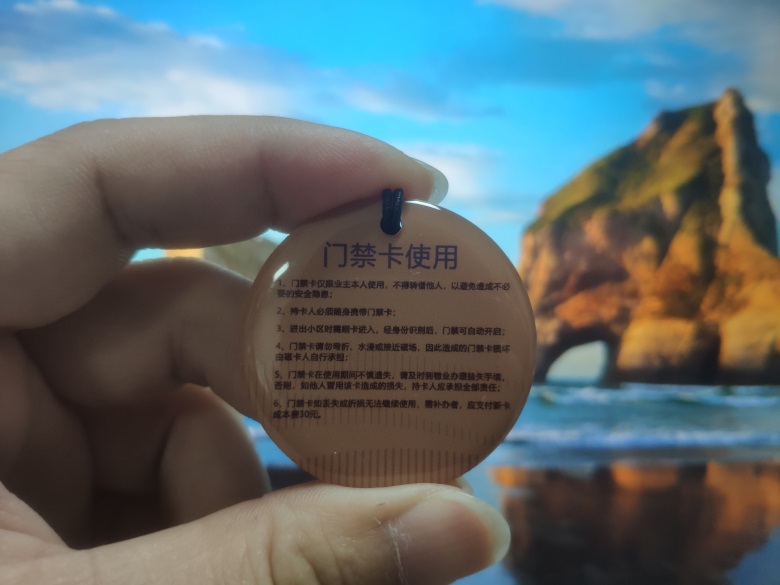 门禁卡使用
1、门禁卡仅限业主本人使用，不得转借他人，以避免造成不必
要的安全隐患；
2、持卡人必须随身携带门禁卡；
3、进出小区时需刷卡进入，经身份识别后，门禁可自动开启；
4、门禁卡请勿弯折、水浸或接近磁场，因此造成的门禁卡损坏
由磁卡人自行承担；
5、门禁卡在使用期间不慎遗失，请及时到物业办理挂失手续，
否则，如他人冒用该卡造成的损失，持卡人应承担全部责任；
6、门禁卡如丢失或折损无法继续使用，需补办者，应交付新卡
成本费30元。